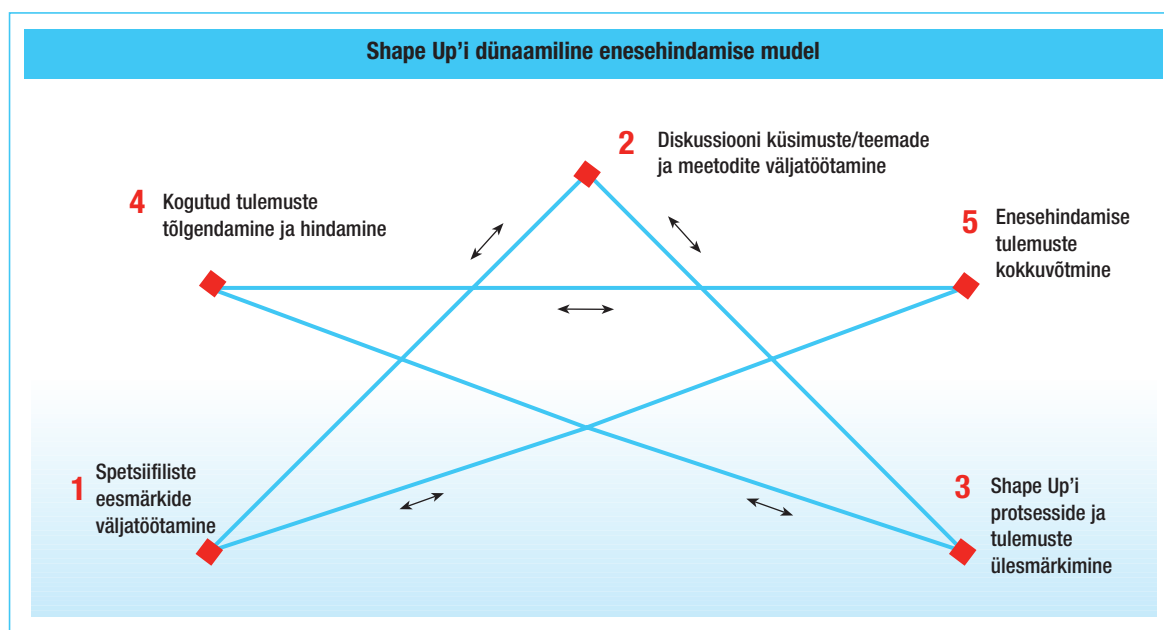 Shape Up’i dünaamiline enesehindamise mudel
2 Diskussiooni küsimuste/teemade
ja meetodite väljatöötamine
4 Kogutud tulemuste
tõlgendamine ja hindamine
5 Enesehindamise
tulemuste
kokkuvõtmine
1 Spetsiifiliste
eesmärkide
väljatöötamine
3 Shape Up’i
protsesside ja
tulemuste
ülesmärkimine